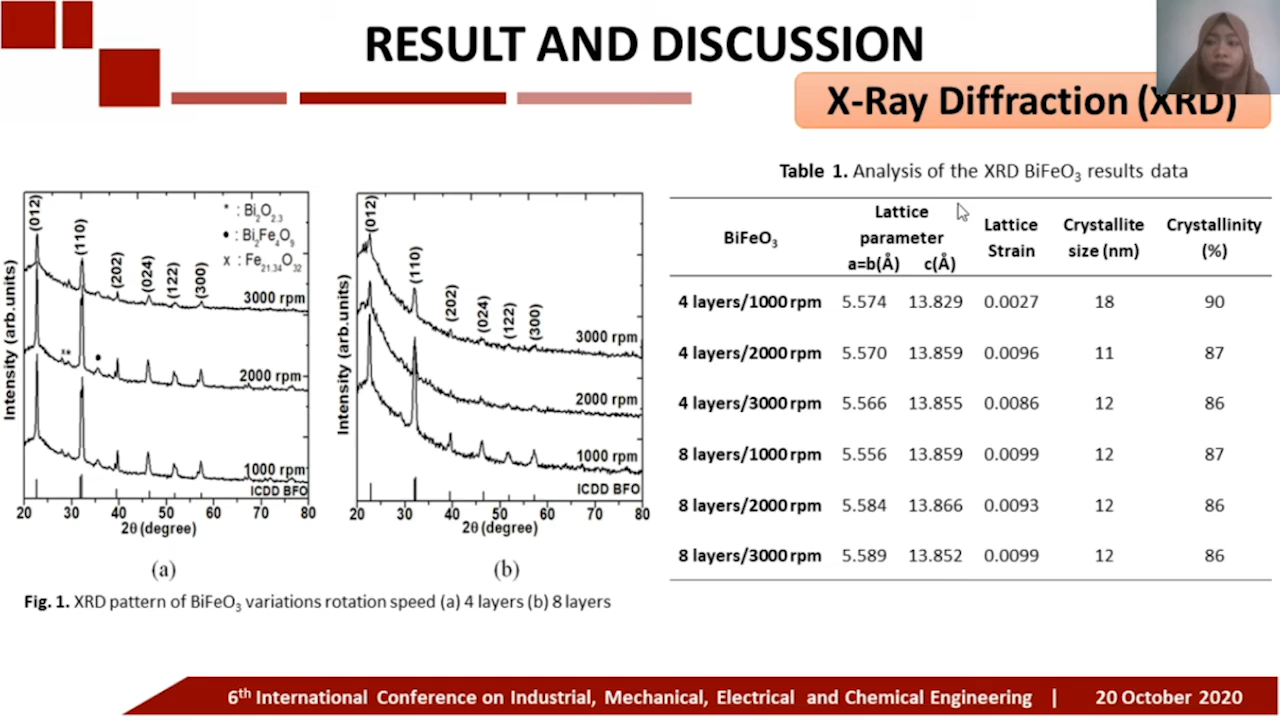 RESULT AND DISCUSSION
X-Ray Diffraction (XRD)
(012)
(110)
(202)
(024)
(122)
(300)
* : Bi2O2.3
• : Bi2Fe4O9
x : Fe21.34O32
3000 rpm
**
•
2000 rpm
1000 rpm
ICDD BFO
Intensity (arb.units)
20 30 40 50 60 70 80
2θ (degree)
(a)
(012)
(110)
(202)
(024)
(122)
(300)
3000 rpm
2000 rpm
1000 rpm
ICDD BFO
Intensity (arb.units)
20 30 40 50 60 70 80
2θ (degree)
(b)
Fig. 1. XRD pattern of BiFeO3 variations rotation speed (a) 4 layers (b) 8 layers
Table 1. Analysis of the XRD BiFeO3 results data
BiFeO3
Lattice
parameter
a=b(Å) c(Å)
Lattice
Strain
Crystallite
size (nm)
Crystallinity
(%)
4 layers/1000 rpm 5.574 13.829 0.0027 18 90
4 layers/2000 rpm 5.570 13.859 0.0096 11 87
4 layers/3000 rpm 5.566 13.855 0.0086 12 86
8 layers/1000 rpm 5.556 13.859 0.0099 12 87
8 layers/2000 rpm 5.584 13.866 0.0093 12 86
8 layers/3000 rpm 5.589 13.852 0.0099 12 86
6th International Conference on Industrial, Mechanical, Electrical and Chemical Engineering | 20 October 2020